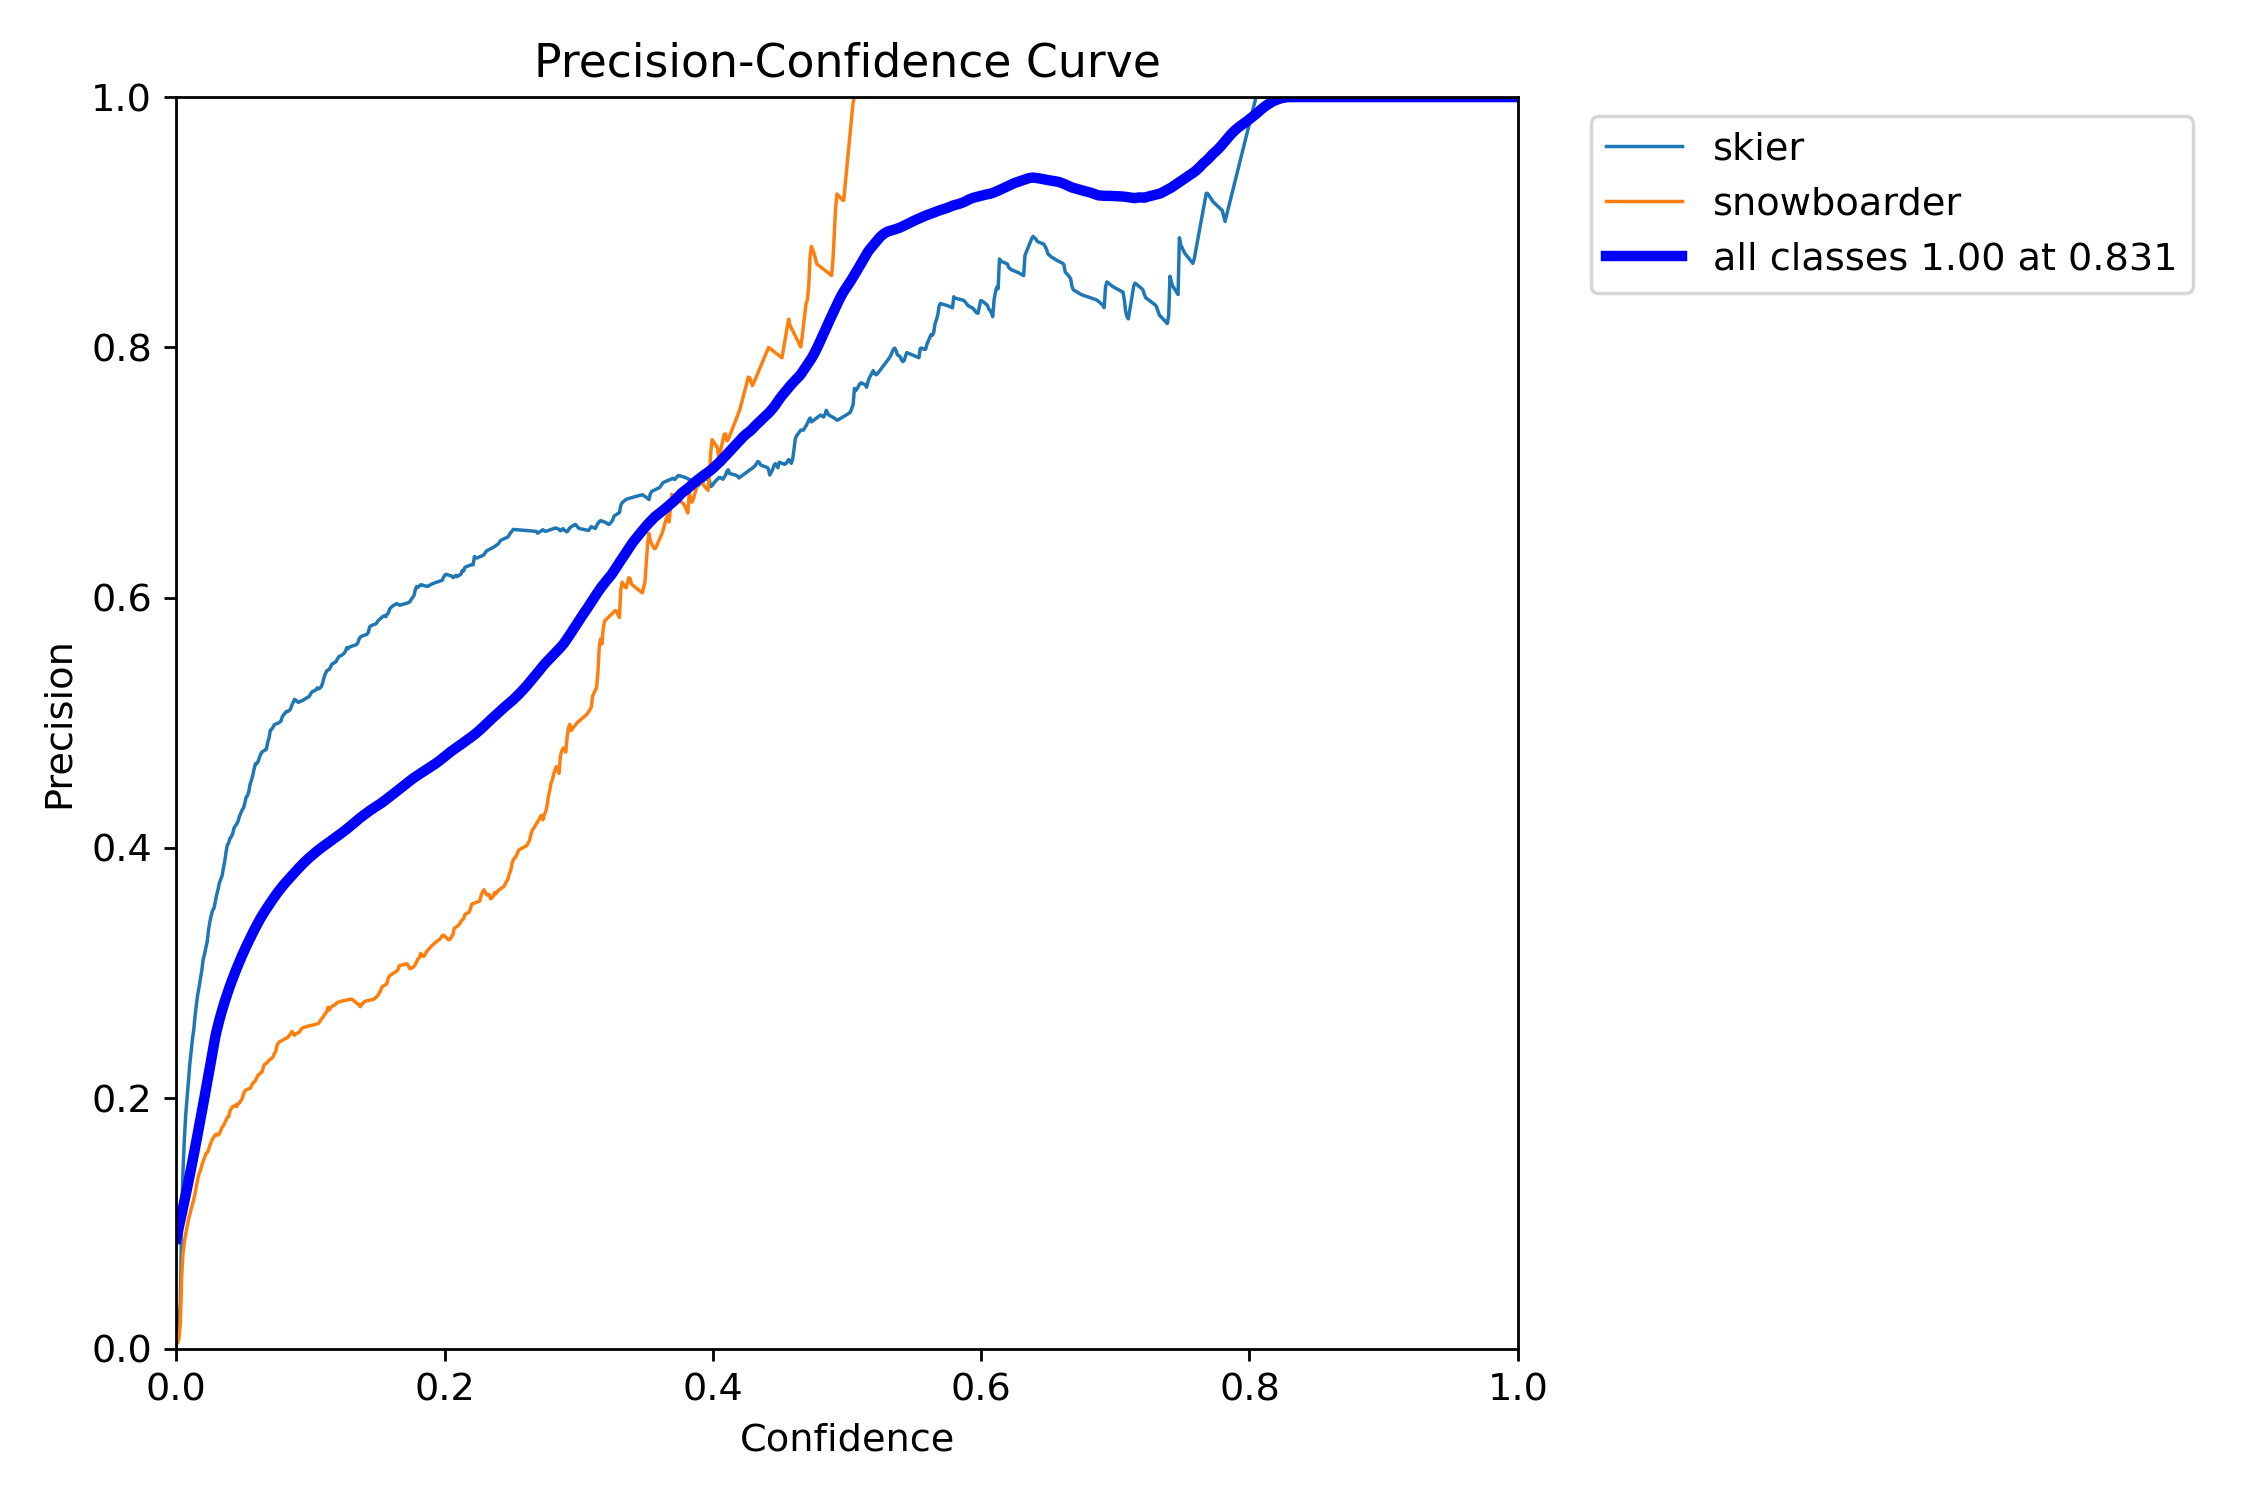 Precision-Confidence Curve
1.0
0.8
0.6
0.4
0.2
0.0
Precision
0.0 0.2 0.4 0.6 0.8 1.0
Confidence
skier
snowboarder
all classes 1.00 at 0.831